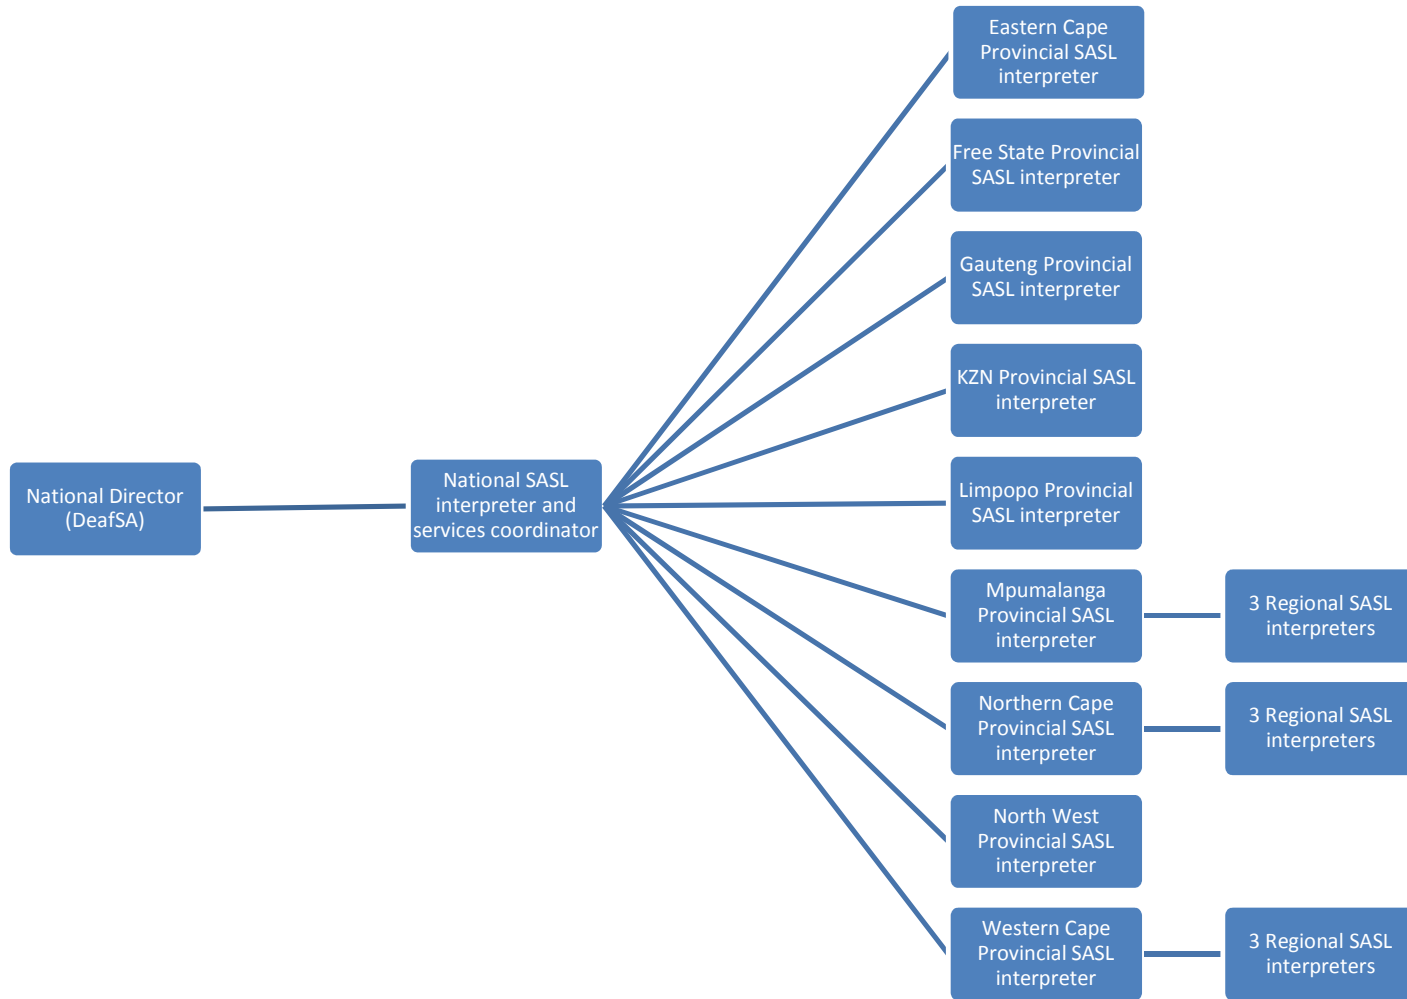 National Director
(DeafSA)
National SASL
interpreter and
services coordinator
Eastern Cape
Provincial SASL
interpreter
Free State Provincial
SASL interpreter
Gauteng Provincial
SASL interpreter
KZN Provincial SASL
interpreter
Limpopo Provincial
SASL interpreter
Mpumalanga
Provincial SASL
interpreter
3 Regional SASL
interpreters
Northern Cape
Provincial SASL
interpreter
3 Regional SASL
interpreters
North West
Provincial SASL
interpreter
Western Cape
Provincial SASL
interpreter
3 Regional SASL
interpreters